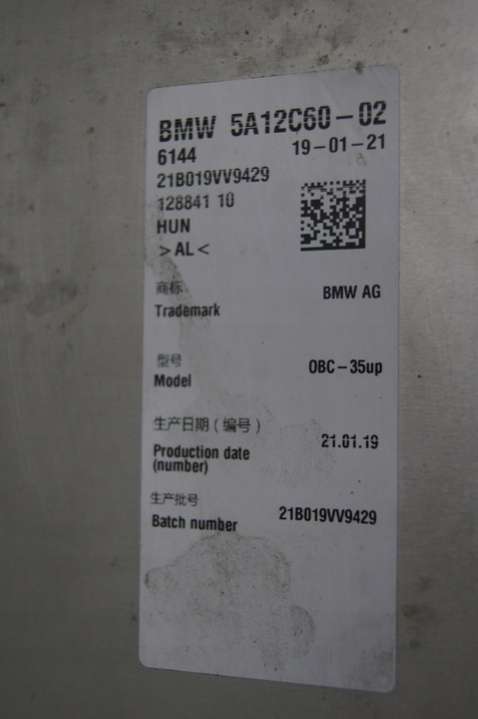 BMW 5A12C60-02
6144 19-01-21
21B019VV9429
128841 10
HUN
>AL<
商标
Trademark BMW AG
型号
Model OBC-35up
生产日期（编号）
Production date
(number) 21.01.19
生产批号
Batch number 21B019VV9429